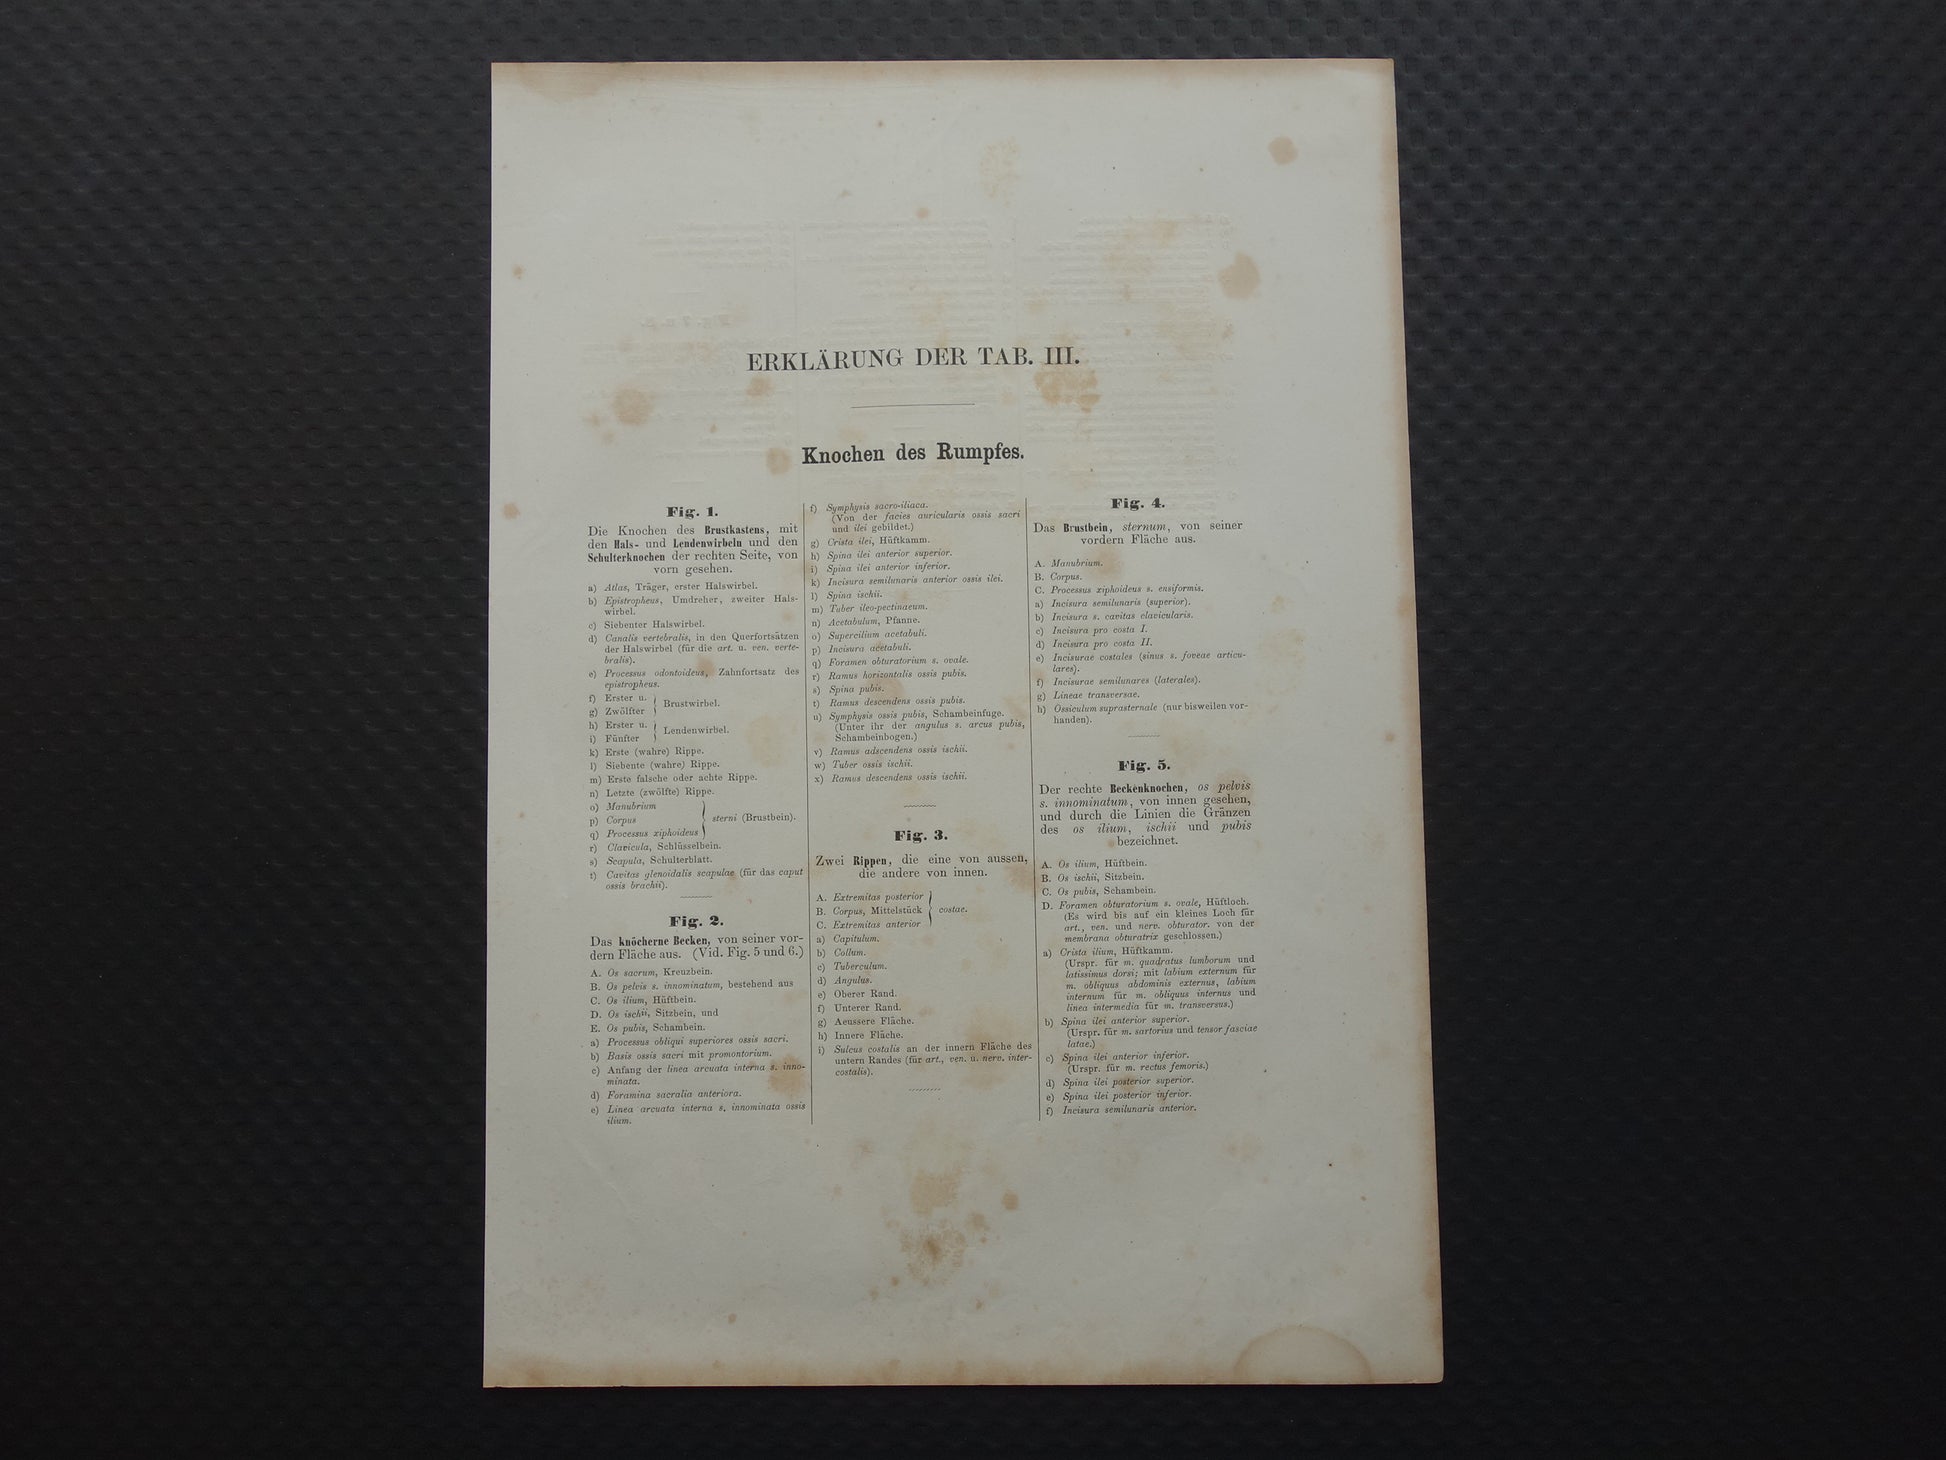 ERKLÄRUNG DER TAB. III.
Knochen des Rumpfes.
Fig. 1.
Die Knochen des Brustkastens, mit
den Hals- und Lendenwirbeln und den
Schulterknochen der rechten Seite, von
vorn gesehen.
a) Atlas, Träger, erster Halswirbel.
b) Epistropheus, Umdreher, zweiter Hals-
wirbel.
c) Siebenter Halswirbel.
d) Canalis vertebralis, in den Querfortsätzen
der Halswirbel (für die art. u. ven. verte-
bralis).
e) Processus odontoideus, Zahnfortsatz des
epistropheus.
f) Erster u.
g) Zwölfter } Brustwirbel.
h) Erster u.
i) Fünfter } Lendenwirbel.
k) Erste (wahre) Rippe.
l) Siebente (wahre) Rippe.
m) Erste falsche oder achte Rippe.
n) Letzte (zwölfte) Rippe.
o) Manubrium
p) Corpus } sterni (Brustbein).
q) Processus xiphoideus
r) Clavicula, Schlüsselbein.
s) Scapula, Schulterblatt.
t) Cavitas glenoidalis scapulae (für das caput
ossis brachii).
Fig. 2.
Das knöcherne Becken, von seiner vor-
dern Fläche aus. (Vid. Fig. 5 und 6.)
A. Os sacrum, Kreuzbein.
B. Os pelvis s. innominatum, bestehend aus
C. Os ilium, Hüftbein.
D. Os ischii, Sitzbein, und
E. Os pubis, Schambein.
a) Processus obliqui superiores ossis sacri.
b) Basis ossis sacri mit promontorium.
c) Anfang der linea arcuata interna s. inno-
minata.
d) Foramina sacralia anteriora.
e) Linea arcuata interna s. innominata ossis
ilium.
f) Symphysis sacro-iliaca.
(Von der facies auricularis ossis sacri
und ilei gebildet.)
g) Crista ilei, Hüftkamm.
h) Spina ilei anterior superior.
i) Spina ilei anterior inferior.
k) Incisura semilunaris anterior ossis ilei.
l) Spina ischii.
m) Tuber ileo-pectinaeum.
n) Acetabulum, Pfanne.
o) Supercilium acetabuli.
p) Incisura acetabuli.
q) Foramen obturatorium s. ovale.
r) Ramus horizontalis ossis pubis.
s) Spina pubis.
t) Ramus descendens ossis pubis.
u) Symphysis ossis pubis, Schambeinfuge.
(Unter ihr der angulus s. arcus pubis,
Schambeinbogen.)
v) Ramus adscendens ossis ischii.
w) Tuber ossis ischii.
x) Ramus descendens ossis ischii.
Fig. 3.
Zwei Rippen, die eine von aussen,
die andere von innen.
A. Extremitas posterior
B. Corpus, Mittelstück } costae.
C. Extremitas anterior
a) Capitulum.
b) Collum.
c) Tuberculum.
d) Angulus.
e) Oberer Rand.
f) Unterer Rand.
g) Aeussere Fläche.
h) Innere Fläche.
i) Sulcus costalis an der innern Fläche des
untern Randes (für art., ven. u. nerv. inter-
costalis).
Fig. 4.
Das Brustbein, sternum, von seiner
vordern Fläche aus.
A. Manubrium.
B. Corpus.
C. Processus xiphoideus s. ensiformis.
a) Incisura semilunaris (superior).
b) Incisura s. cavitas clavicularis.
c) Incisura pro costa I.
d) Incisura pro costa II.
e) Incisurae costales (sinus s. foveae articu-
lares).
f) Incisurae semilunares (laterales).
g) Lineae transversae.
h) Ossiculum suprasternale (nur bisweilen vor-
handen).
Fig. 5.
Der rechte Beckenknochen, os pelvis
s. innominatum, von innen gesehen,
und durch die Linien die Gränzen
des os ilium, ischii und pubis
bezeichnet.
A. Os ilium, Hüftbein.
B. Os ischii, Sitzbein.
C. Os pubis, Schambein.
D. Foramen obturatorium s. ovale, Hüftloch.
(Es wird bis auf ein kleines Loch für
art., ven. und nerv. obturator. von der
membrana obturatrix geschlossen.)
a) Crista ilium, Hüftkamm.
(Urspr. für m. quadratus lumborum und
latissimus dorsi; mit labium externum für
m. obliquus abdominis externus, labium
internum für m. obliquus internus und
linea intermedia für m. transversus.)
b) Spina ilei anterior superior.
(Urspr. für m. sartorius und tensor fasciae
latae.)
c) Spina ilei anterior inferior.
(Urspr. für m. rectus femoris.)
d) Spina ilei posterior superior.
e) Spina ilei posterior inferior.
f) Incisura semilunaris anterior.